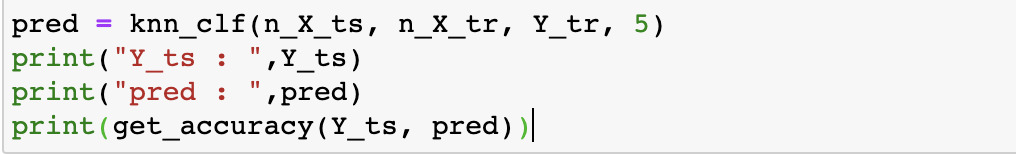 pred = knn_clf(n_X_ts, n_X_tr, Y_tr, 5)
print("Y_ts : ",Y_ts)
print("pred : ",pred)
print(get_accuracy(Y_ts, pred))